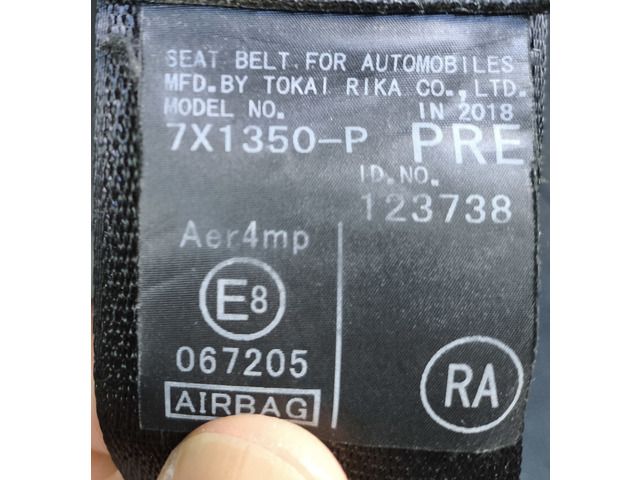 SEAT BELT FOR AUTOMOBILES
MFD.BY TOKAI RIKA CO.,LTD.
MODEL NO. IN 2018
7X1350-P PRE
ID.NO.
123738
Aer4mp
E8
067205
AIRBAG
RA